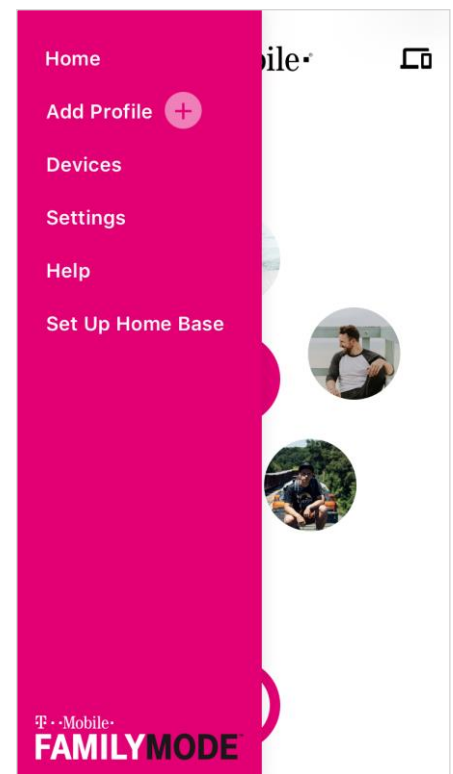 Home
Add Profile +
Devices
Settings
Help
Set Up Home Base
T··Mobile·
FAMILYMODE